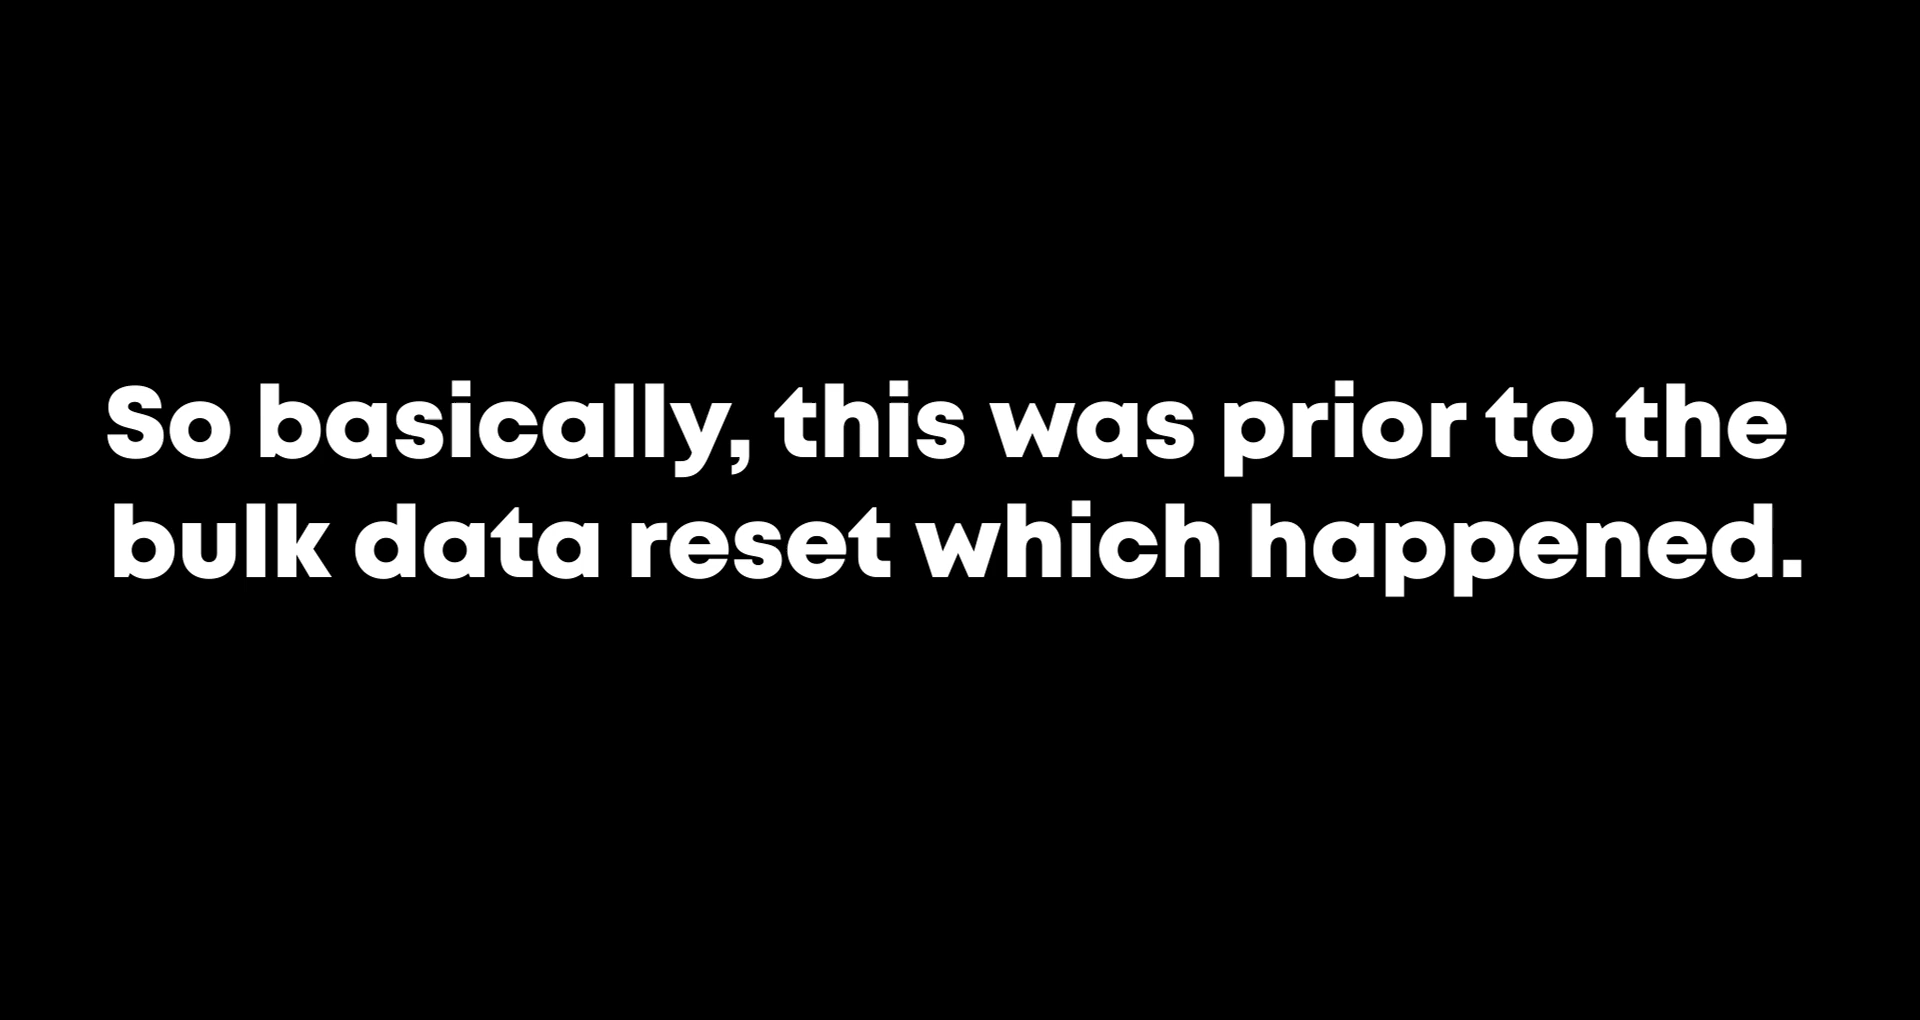 So basically, this was prior to the
bulk data reset which happened.